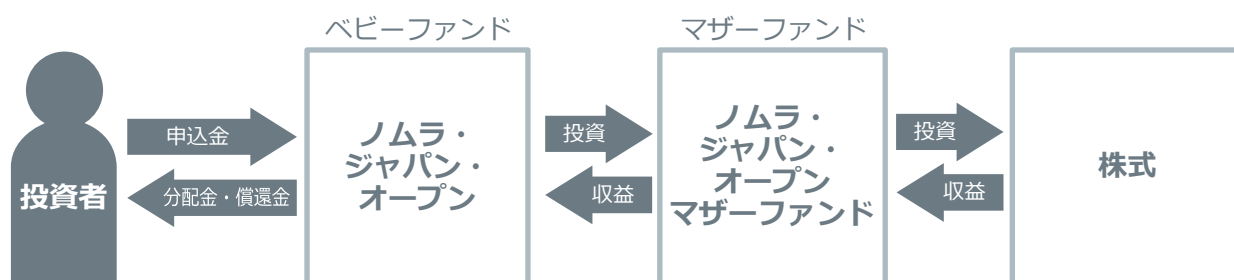 ベビーファンド
マザーファンド
投資者
申込金
分配金・償還金
ノムラ・
ジャパン・
オープン
投資
収益
ノムラ・
ジャパン・
オープン
マザーファンド
投資
収益
株式